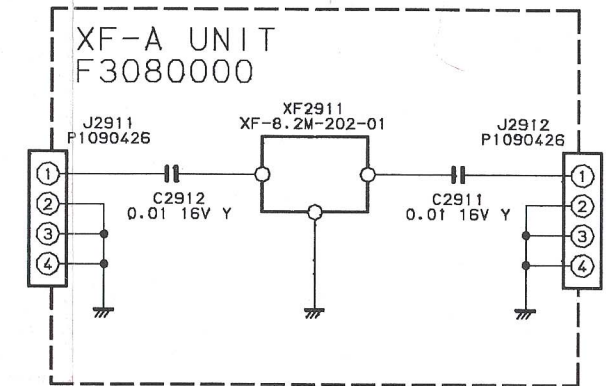 XF-A UNIT
F3080000
XF2911
XF-8.2M-202-01
J2911
P1090426
J2912
P1090426
1
2
3
4
C2912
0.01 16V Y
C2911
0.01 16V Y
1
2
3
4